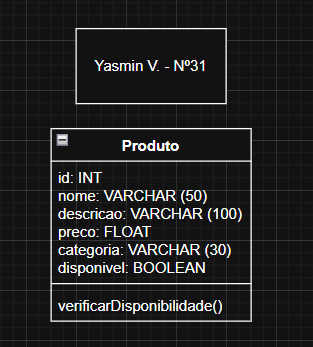 Yasmin V. - Nº31
Produto
id: INT
nome: VARCHAR (50)
descricao: VARCHAR (100)
preco: FLOAT
categoria: VARCHAR (30)
disponivel: BOOLEAN
verificarDisponibilidade()